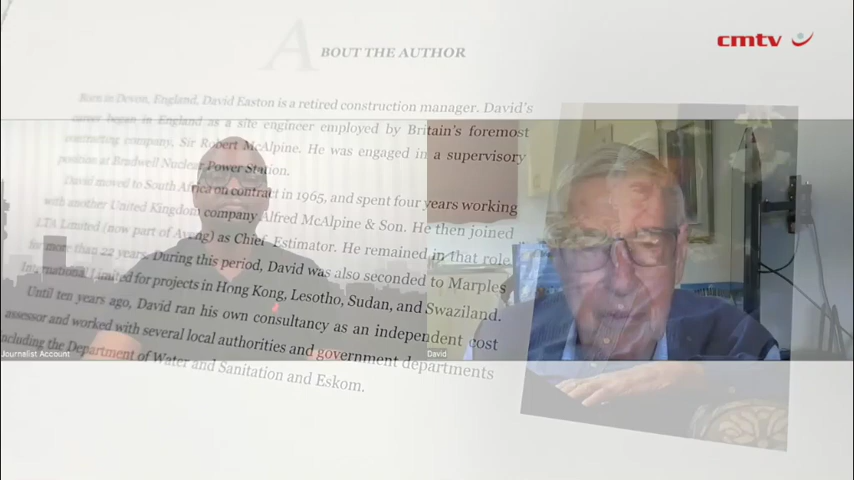 cmtv
ABOUT THE AUTHOR
Born in Devon, England, David Easton is a retired construction manager. David's
career began in England as a site engineer employed by Britain's foremost
contracting company, Sir Robert McAlpine. He was engaged in a supervisory
position at Bradwell Nuclear Power Station.
David moved to South Africa on contract in 1965, and spent four years working
with another United Kingdom company Alfred McAlpine & Son. He then joined
LTA Limited (now part of Aveng) as Chief Estimator. He remained in that role
for more than 22 years. During this period, David was also seconded to Marples
International Limited for projects in Hong Kong, Lesotho, Sudan, and Swaziland.
Until ten years ago, David ran his own consultancy as an independent cost
assessor and worked with several local authorities and government departments
including the Department of Water and Sanitation and Eskom.
Journalist Account
David